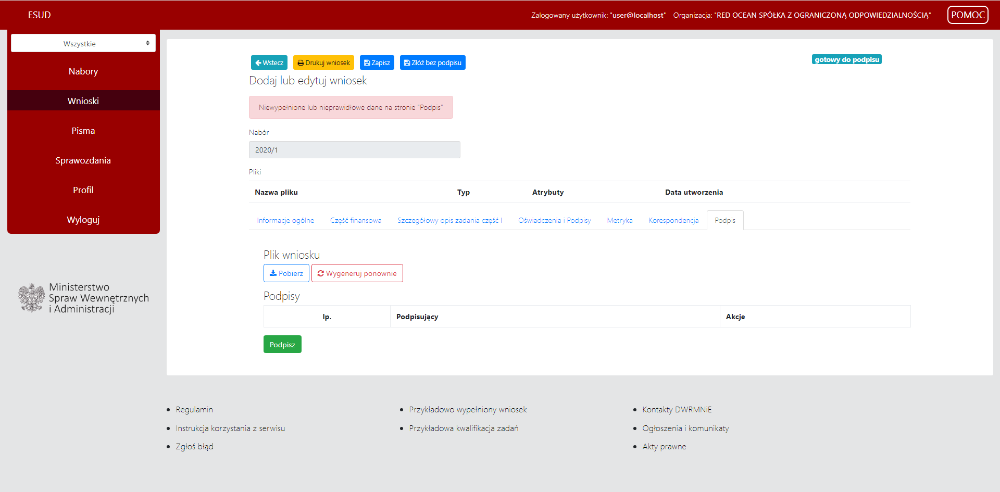 ESUD
Zalogowany użytkownik: "user@localhost" Organizacja: "RED OCEAN SPÓŁKA Z OGRANICZONĄ ODPOWIEDZIALNOŚCIĄ"
POMOC
Wszystkie
Nabory
Wnioski
Pisma
Sprawozdania
Profil
Wyloguj
Ministerstwo
Spraw Wewnętrznych
i Administracji
Wstecz
Drukuj wniosek
Zapisz
Złóż bez podpisu
gotowy do podpisu
Dodaj lub edytuj wniosek
Niewypełnione lub nieprawidłowe dane na stronie "Podpis"
Nabór
2020/1
Pliki
Nazwa pliku Typ Atrybuty Data utworzenia
Informacje ogólne Część finansowa Szczegółowy opis zadania część I Oświadczenia i Podpisy Metryka Korespondencja Podpis
Plik wniosku
Pobierz Wygeneruj ponownie
Podpisy
lp. Podpisujący Akcje
Podpisz
Regulamin
Instrukcja korzystania z serwisu
Zgłoś błąd
Przykładowo wypełniony wniosek
Przykładowa kwalifikacja zadań
Kontakty DWRMNiE
Ogłoszenia i komunikaty
Akty prawne